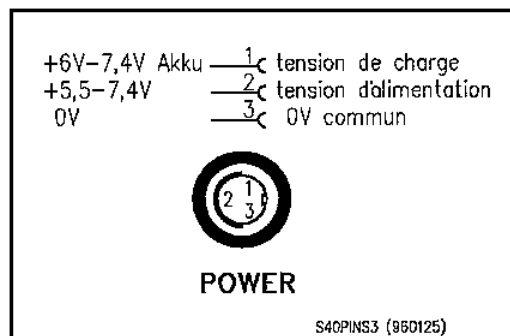 +6V-7,4V Akku 1 tension de charge
+5,5-7,4V 2 tension d'alimentation
0V 3 0V commun
1
2
3
POWER
S40PINS3 (960125)